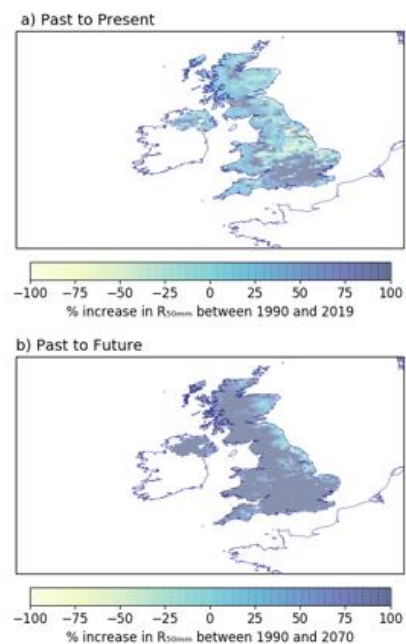 a) Past to Present
−100 −75 −50 −25 0 25 50 75 100
% increase in R₅₀ₘₘ between 1990 and 2019
b) Past to Future
−100 −75 −50 −25 0 25 50 75 100
% increase in R₅₀ₘₘ between 1990 and 2070